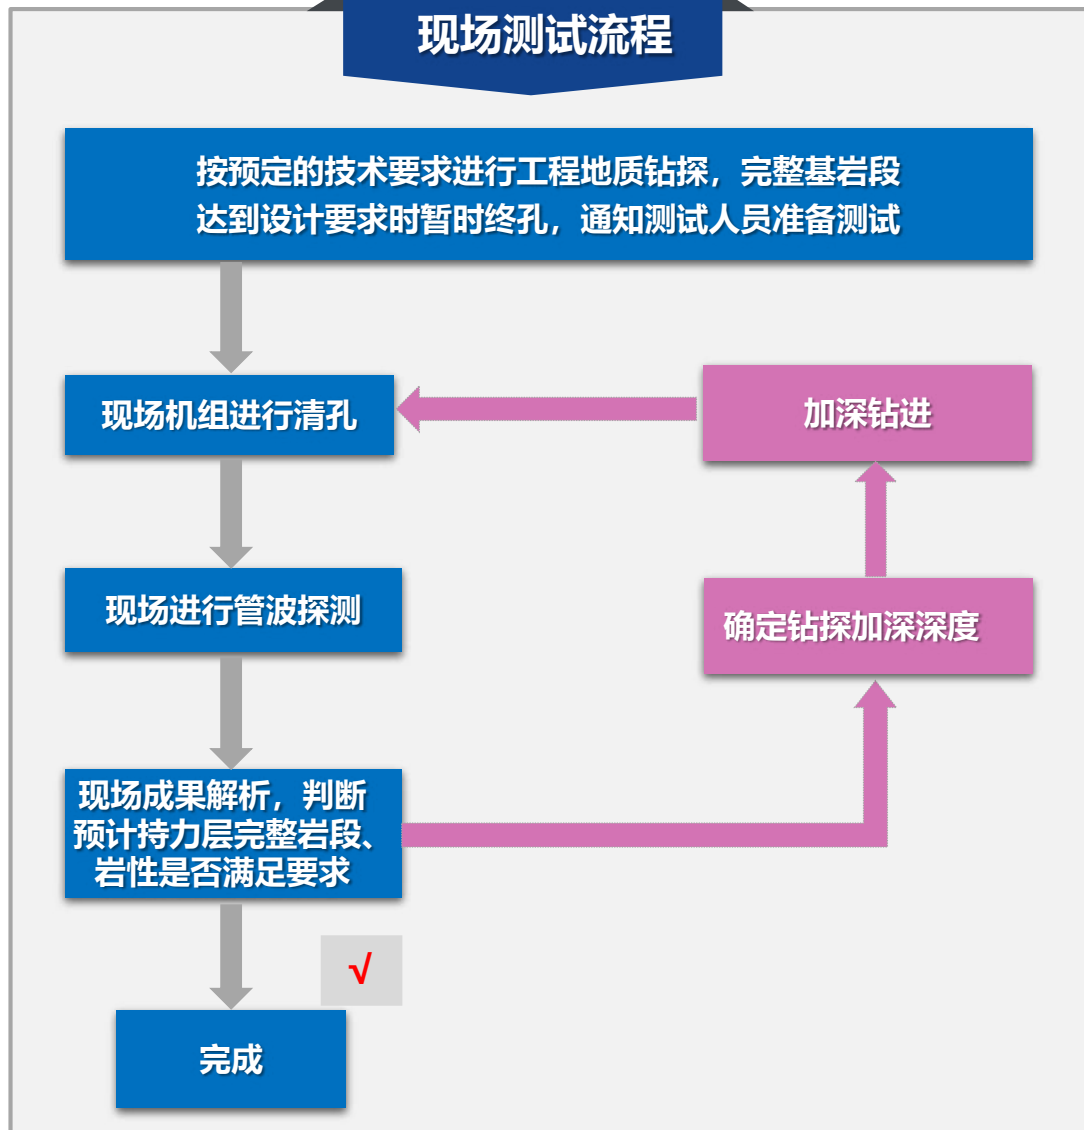 现场测试流程
按预定的技术要求进行工程地质钻探，完整基岩段
达到设计要求时暂时终孔，通知测试人员准备测试
现场机组进行清孔
加深钻进
现场进行管波探测
确定钻探加深深度
现场成果解析，判断
预计持力层完整岩段、
岩性是否满足要求
√
完成